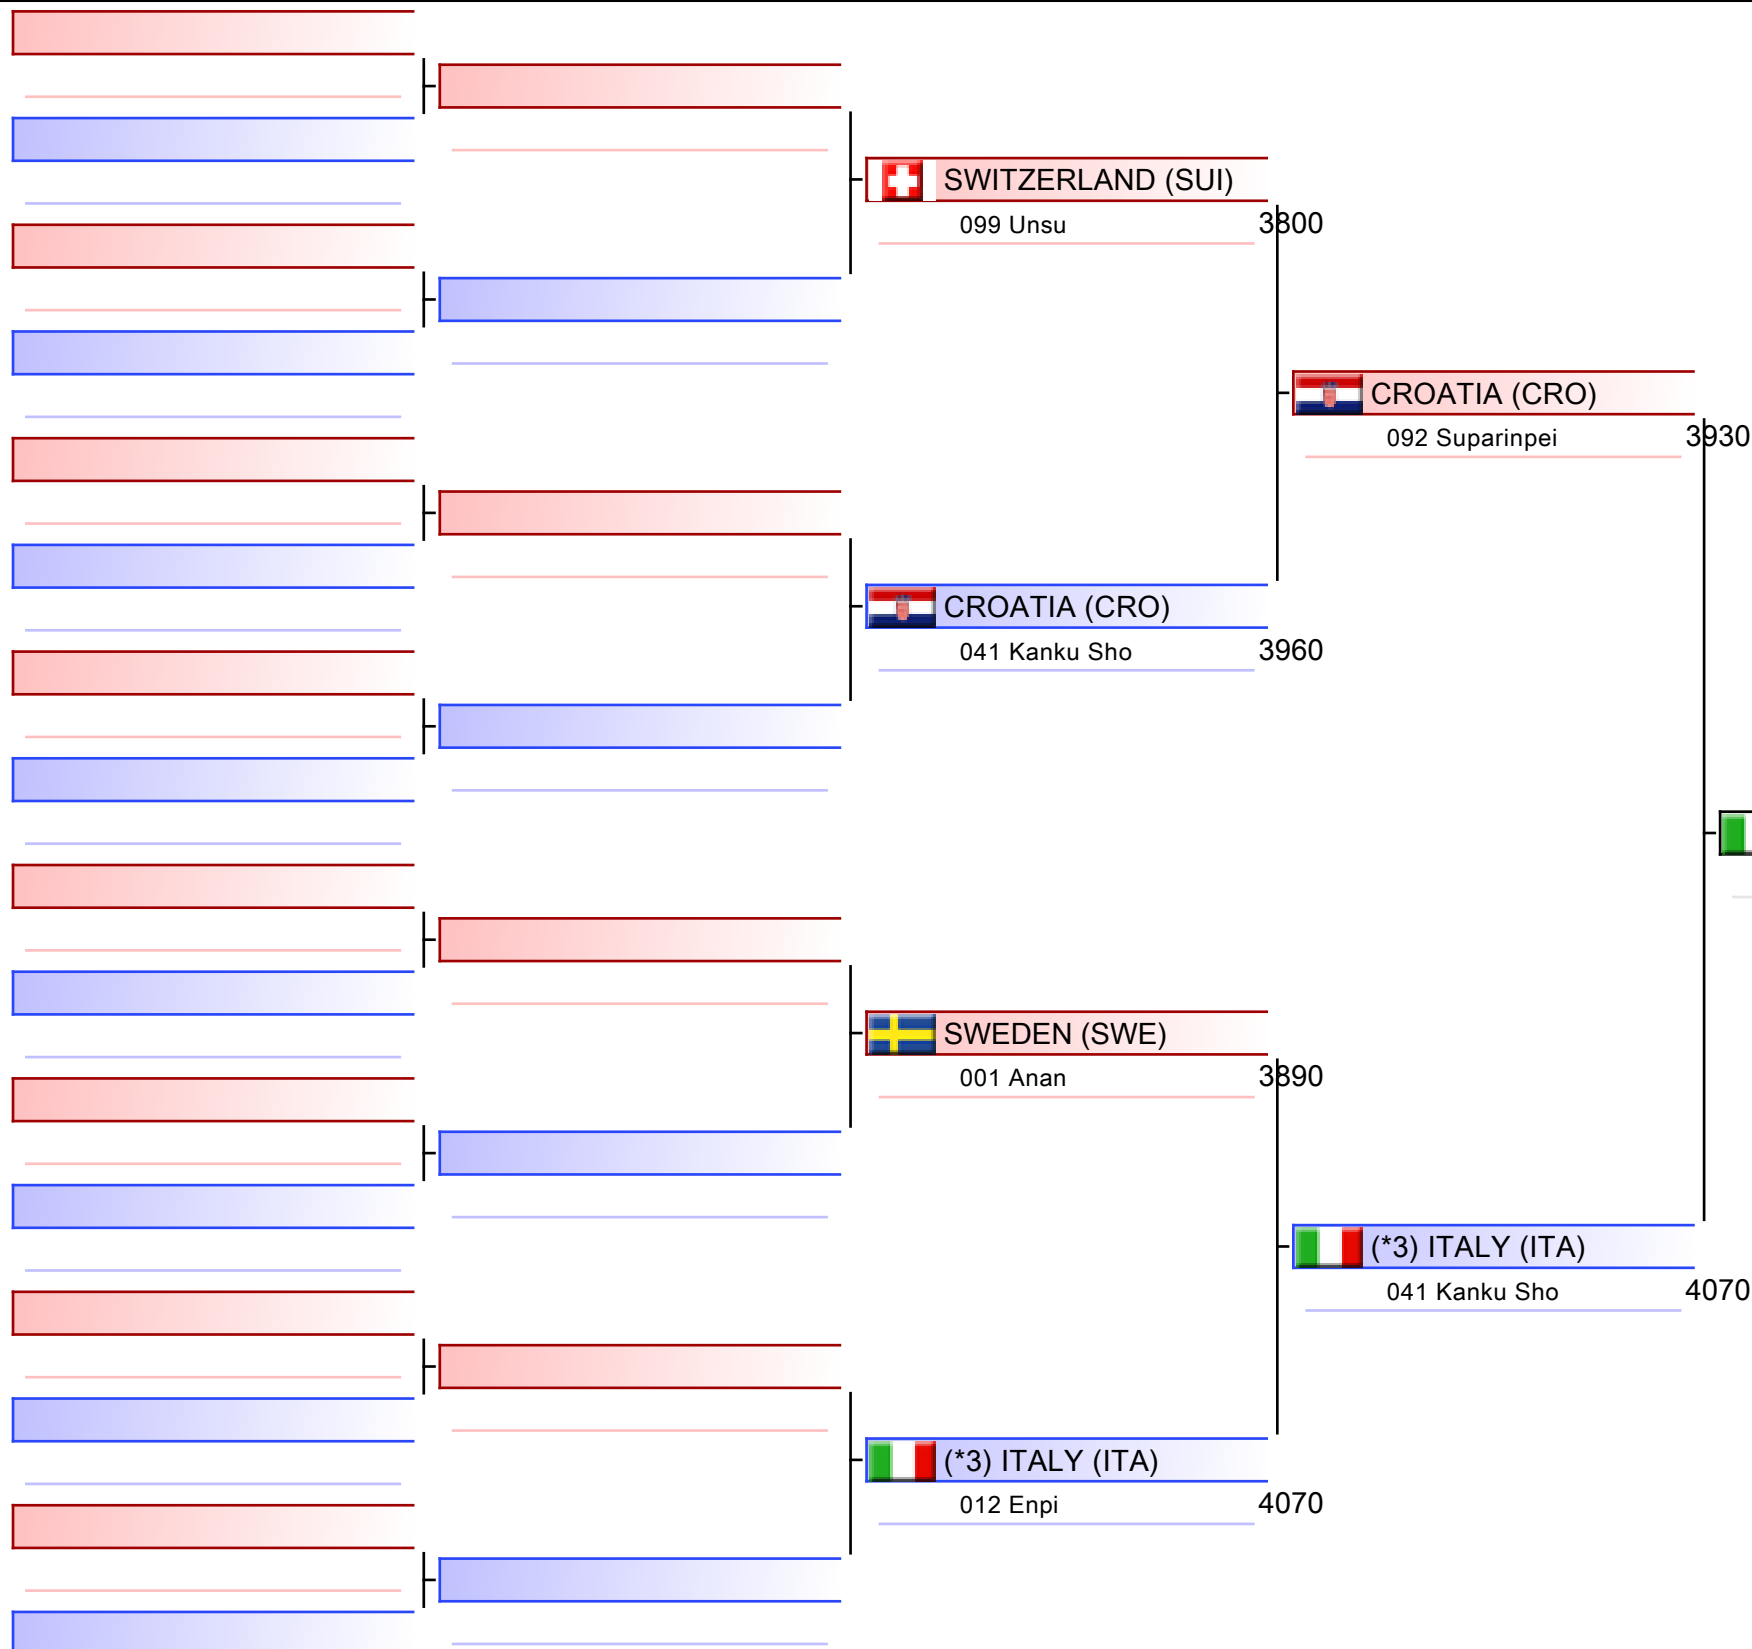 SWITZERLAND (SUI)
099 Unsu 3800
CROATIA (CRO)
092 Suparinpei 3930
CROATIA (CRO)
041 Kanku Sho 3960
SWEDEN (SWE)
001 Anan 3890
(*3) ITALY (ITA)
041 Kanku Sho 4070
(*3) ITALY (ITA)
012 Enpi 4070